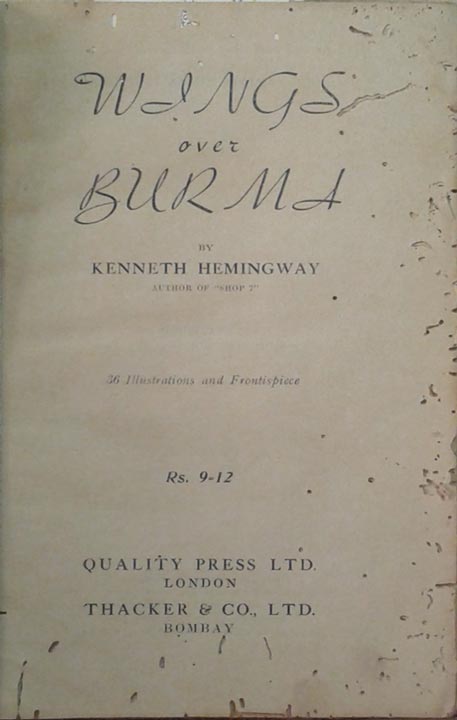 WINGS
over
BURMA
BY
KENNETH HEMINGWAY
AUTHOR OF "SHOP 7"
36 Illustrations and Frontispiece
Rs. 9-12
QUALITY PRESS LTD.
LONDON
THACKER & CO., LTD.
BOMBAY